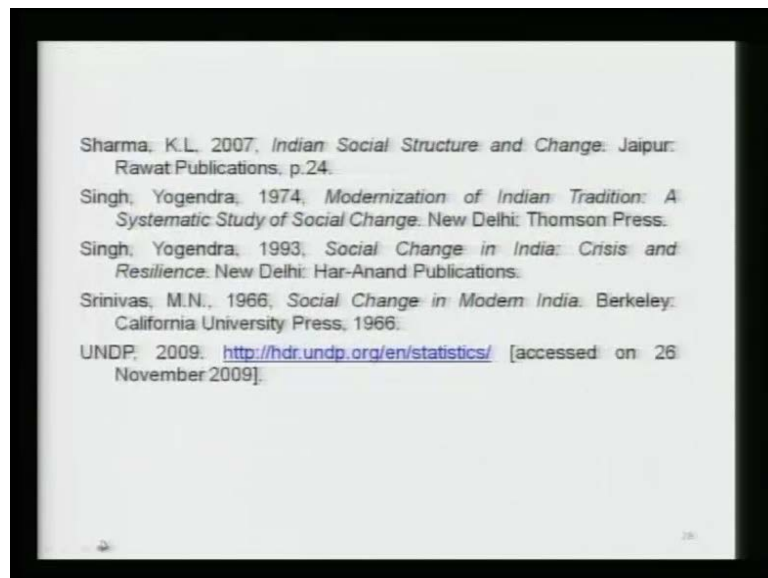 Sharma, K.L, 2007, Indian Social Structure and Change. Jaipur:
Rawat Publications, p.24.
Singh, Yogendra, 1974, Modernization of Indian Tradition: A
Systematic Study of Social Change. New Delhi: Thomson Press.
Singh, Yogendra, 1993, Social Change in India: Crisis and
Resilience. New Delhi: Har-Anand Publications.
Srinivas, M.N., 1966, Social Change in Modern India. Berkeley:
California University Press, 1966.
UNDP, 2009. http://hdr.undp.org/en/statistics/ [accessed on 26
November 2009].